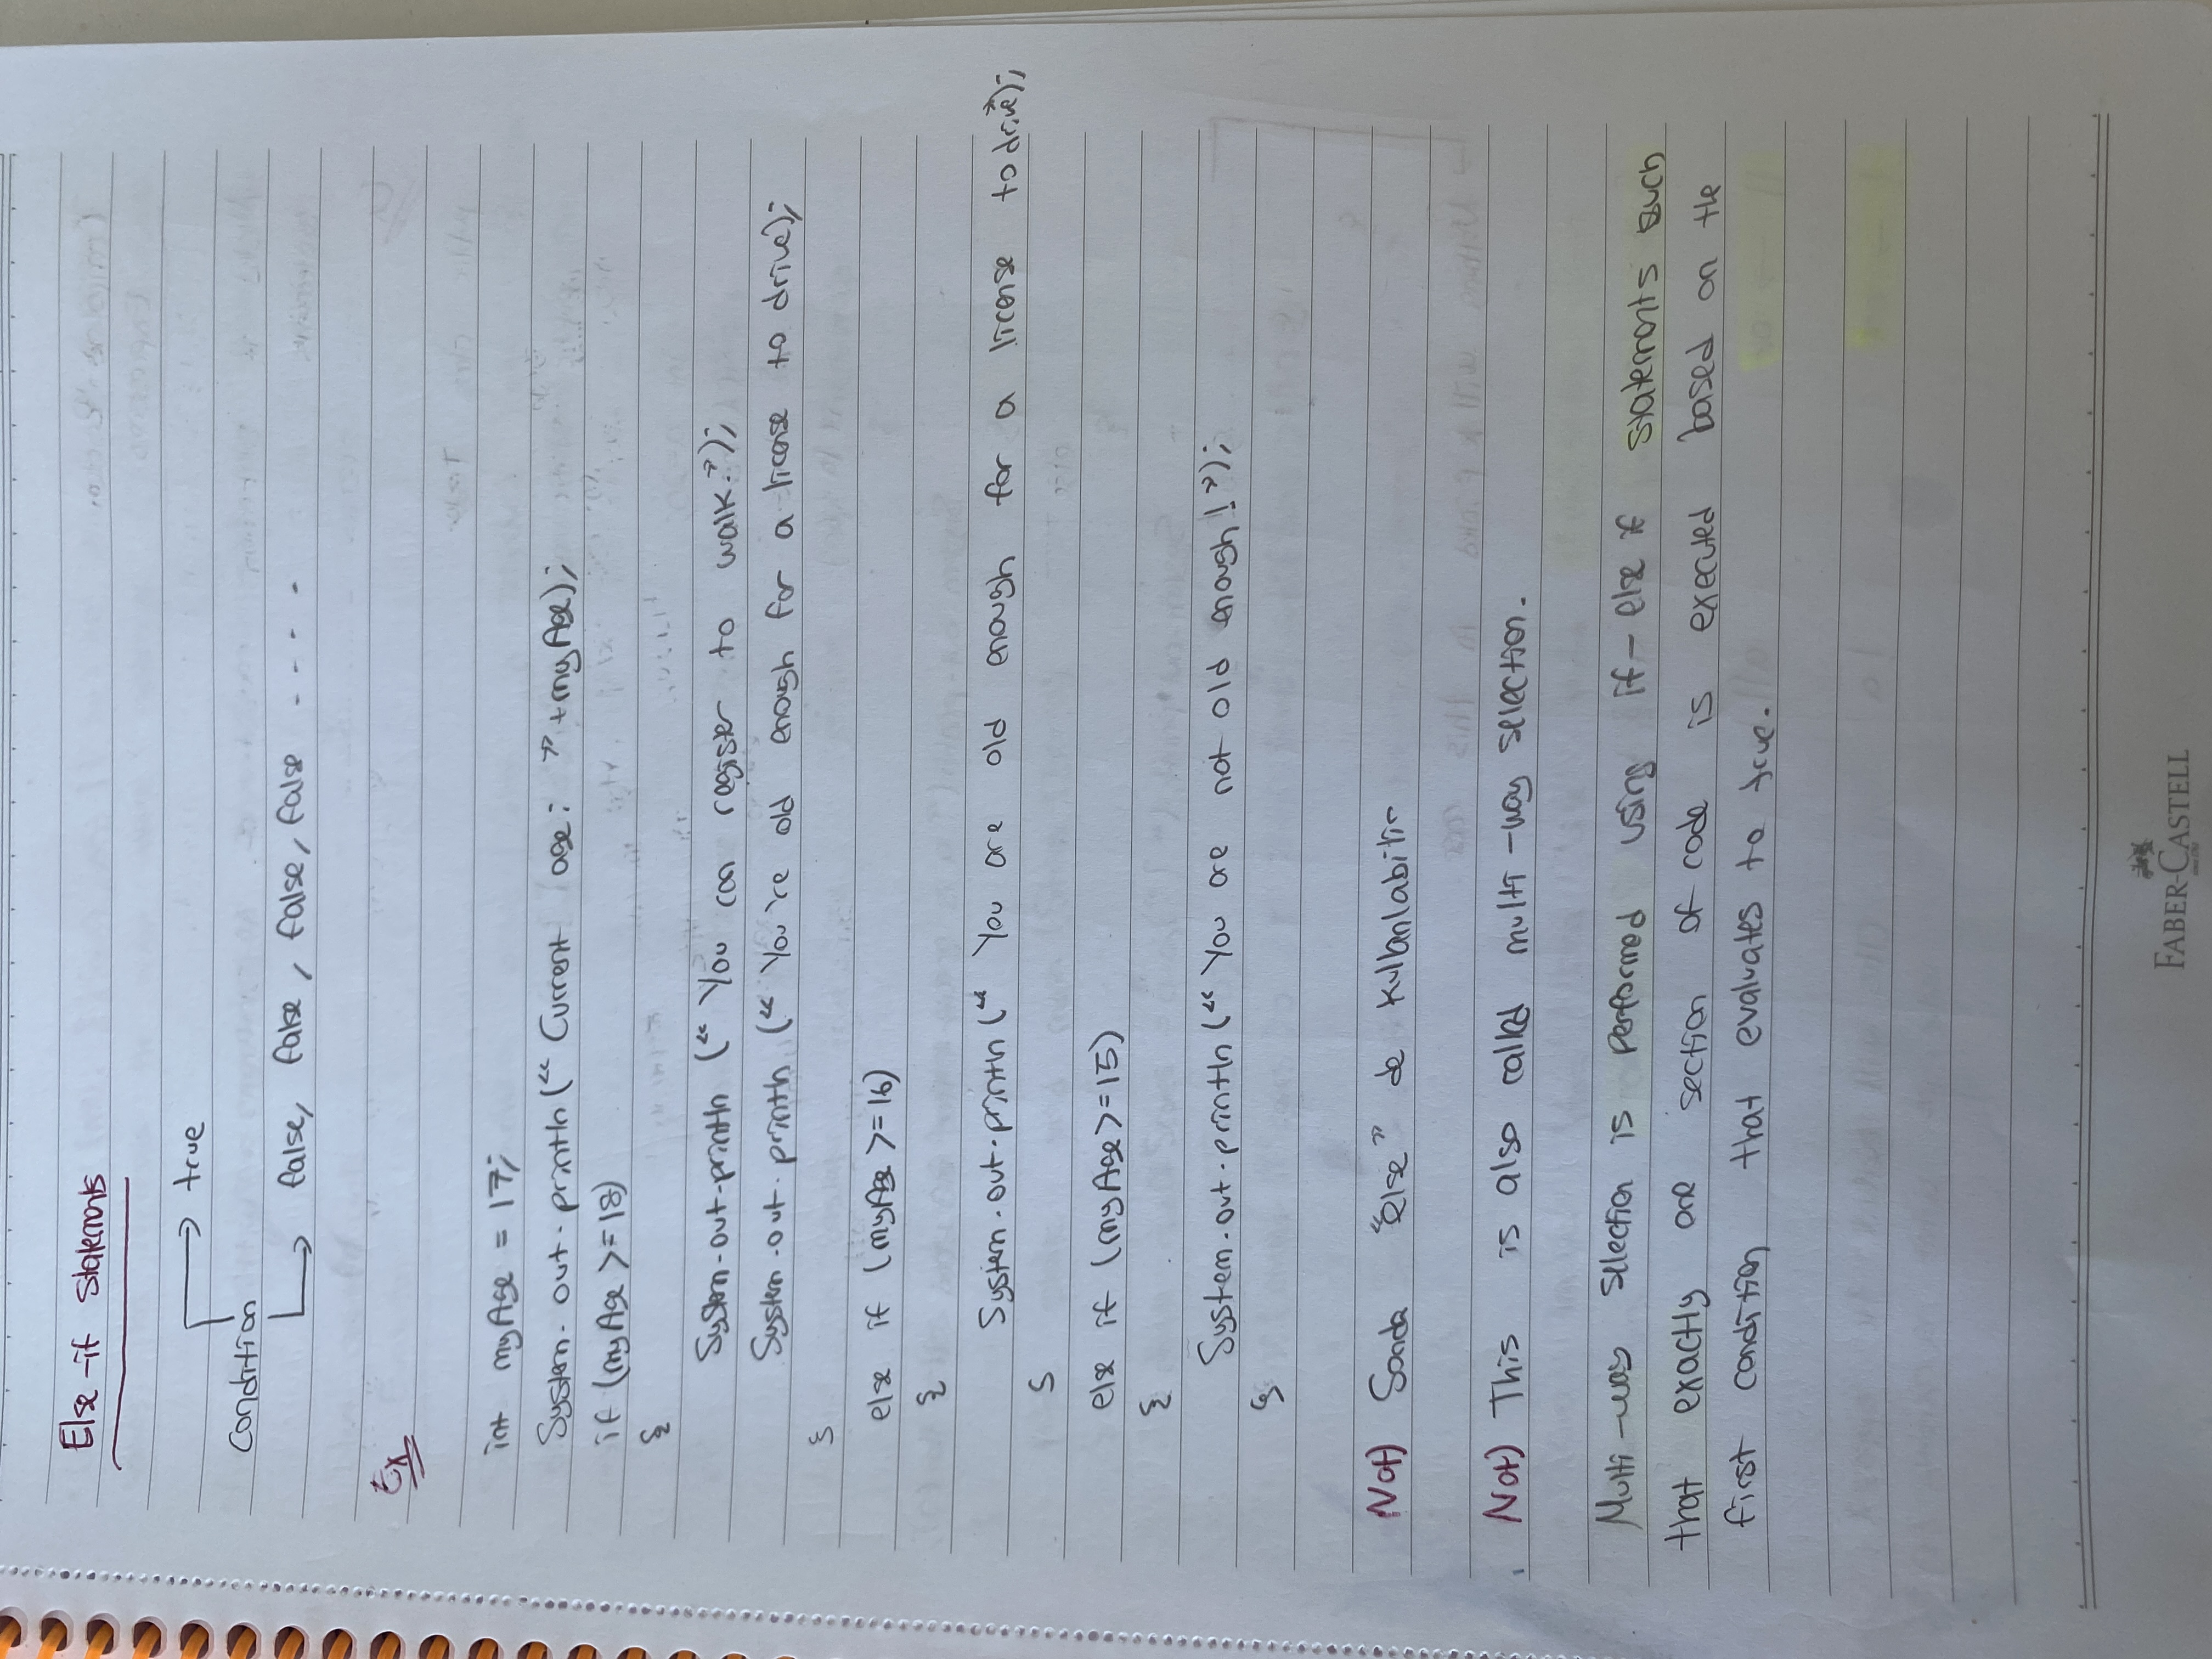 Else-if Statements
true
Condition
false, false, false, false - - - -
Ex
int myAge = 17;
System.out.println("Current age: "+myAge);
if (myAge >=18)
{
System.out.println ("You can register to walk.");
System.out.println ("You're old enough for a license to drive);
}
else if (myAge >=16)
{
System.out.println("You are old enough for a license to drive");
}
else if (myAge >=15)
{
System.out.println("You are not old enough!");
}
Not) Sonda "else" de kullanılabilir
Not) This is also called multi-way selection.
Multi-way selection is performed using if-else if statements such
that exactly one section of code is executed based on the
first condition that evaluates to true.
FABER-CASTELL
since 1761